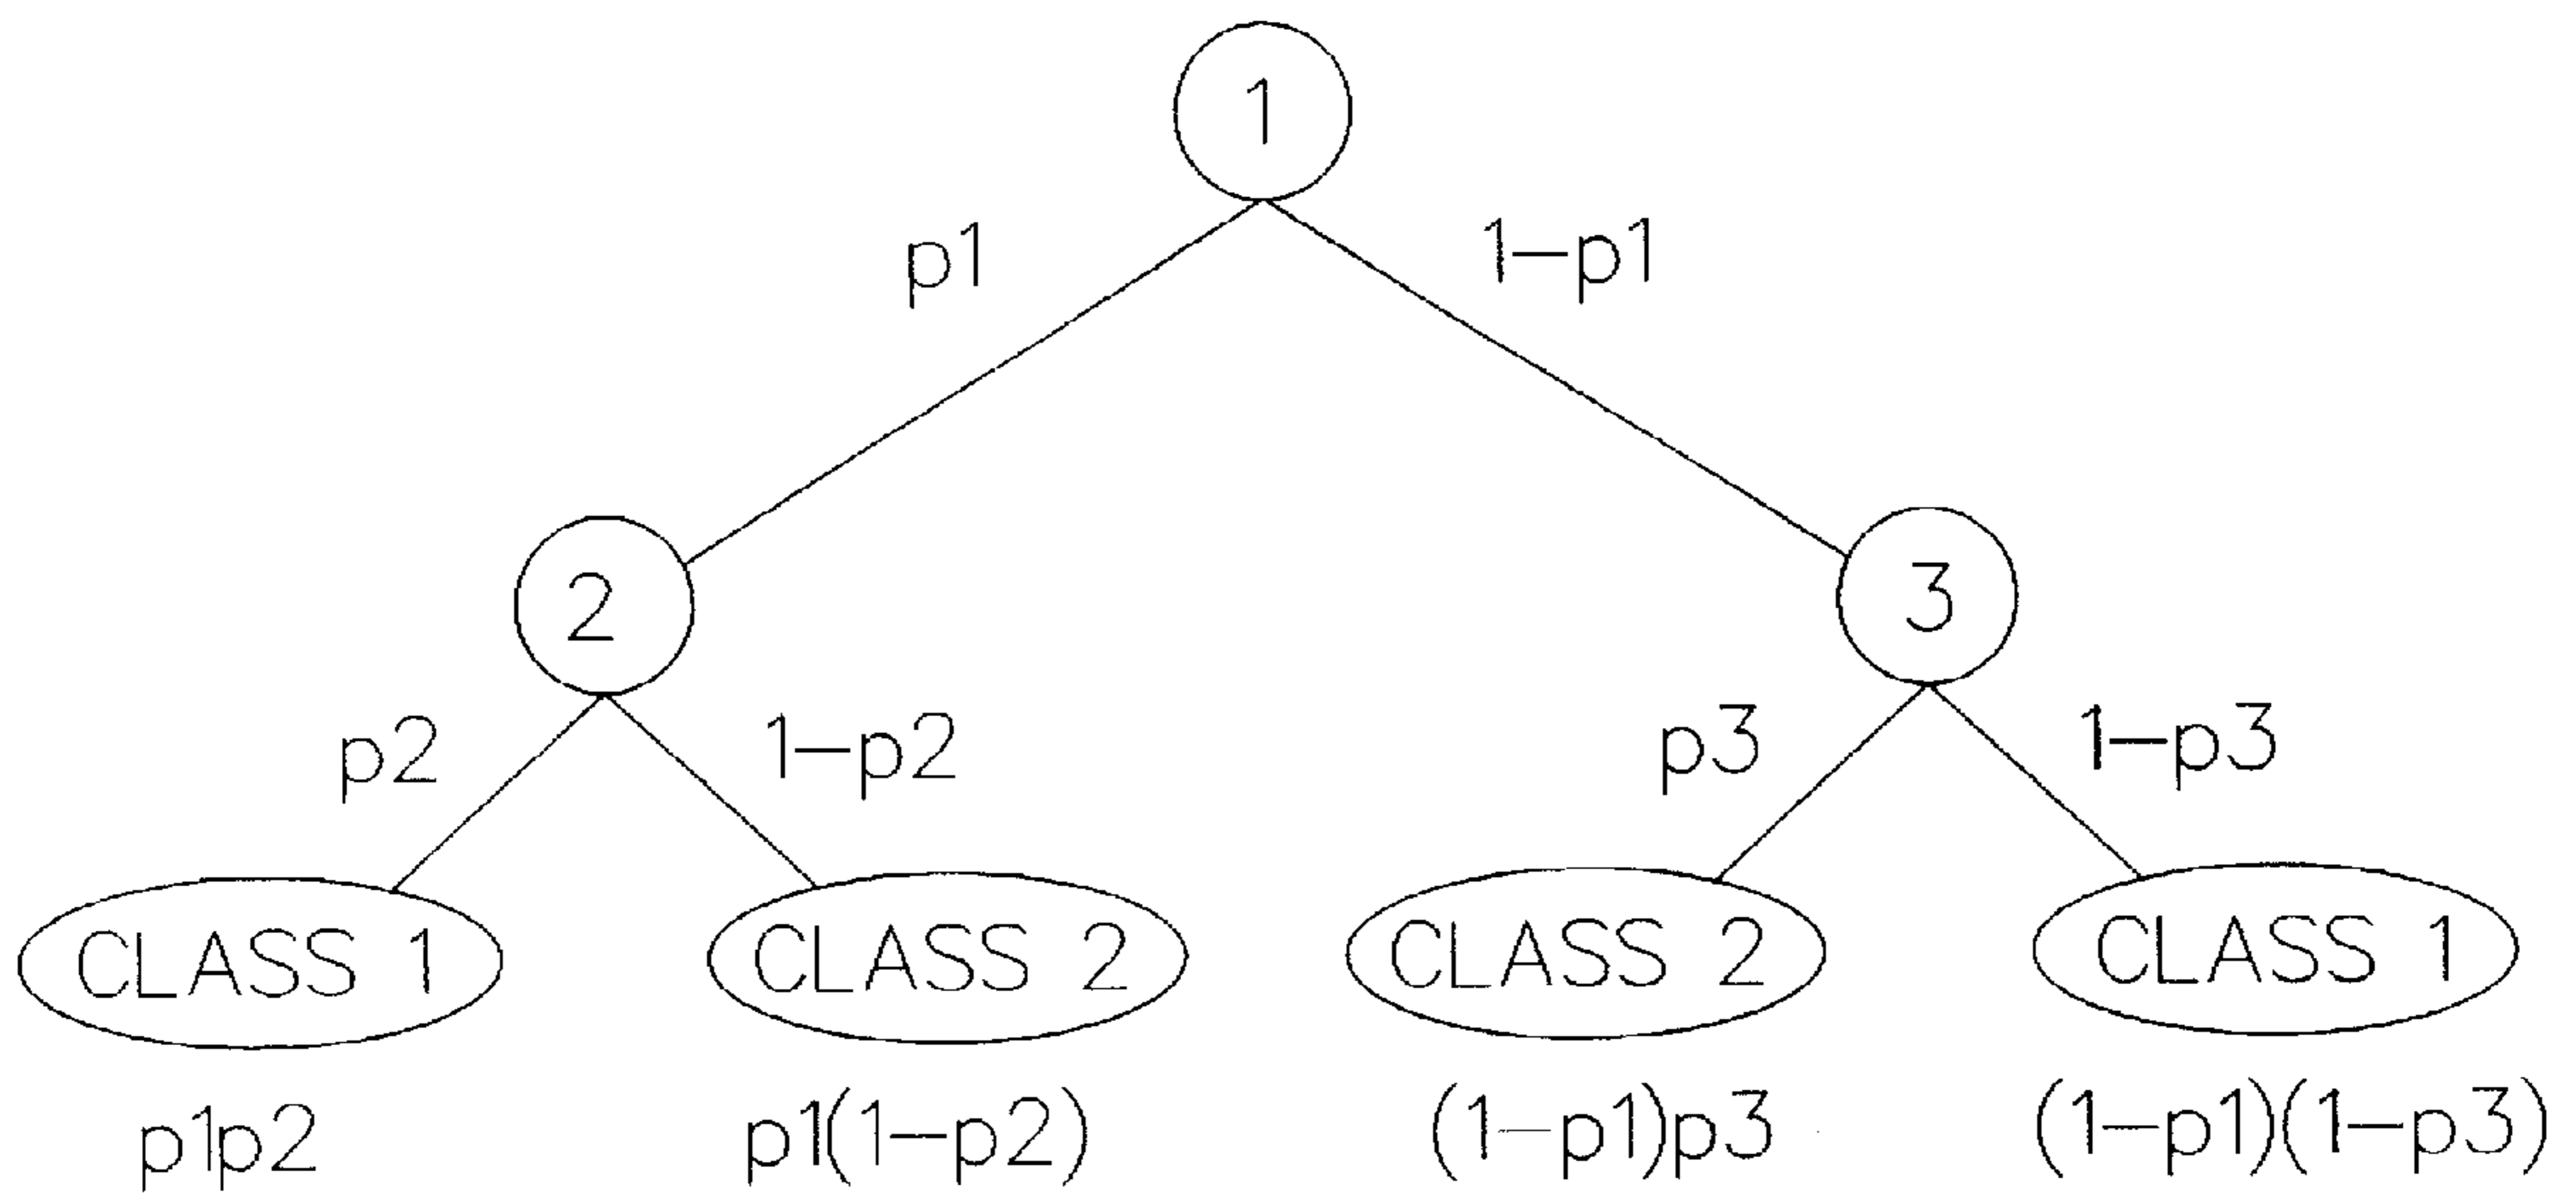 1
p1 1-p1
2 3
p2 1-p2 p3 1-p3
CLASS 1 CLASS 2 CLASS 2 CLASS 1
p1p2 p1(1-p2) (1-p1)p3 (1-p1)(1-p3)